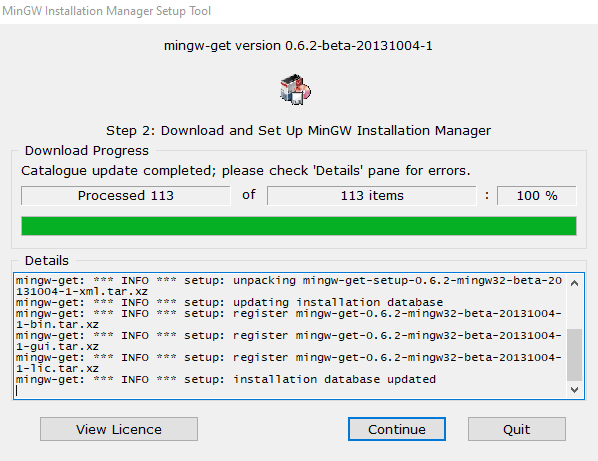 MinGW Installation Manager Setup Tool
mingw-get version 0.6.2-beta-20131004-1
Step 2: Download and Set Up MinGW Installation Manager
Download Progress
Catalogue update completed; please check 'Details' pane for errors.
Processed 113 of 113 items : 100 %
Details
mingw-get: *** INFO *** setup: unpacking mingw-get-setup-0.6.2-mingw32-beta-20
131004-1-xml.tar.xz
mingw-get: *** INFO *** setup: updating installation database
mingw-get: *** INFO *** setup: register mingw-get-0.6.2-mingw32-beta-20131004-
1-bin.tar.xz
mingw-get: *** INFO *** setup: register mingw-get-0.6.2-mingw32-beta-20131004-
1-gui.tar.xz
mingw-get: *** INFO *** setup: register mingw-get-0.6.2-mingw32-beta-20131004-
1-lic.tar.xz
mingw-get: *** INFO *** setup: installation database updated
View Licence Continue Quit